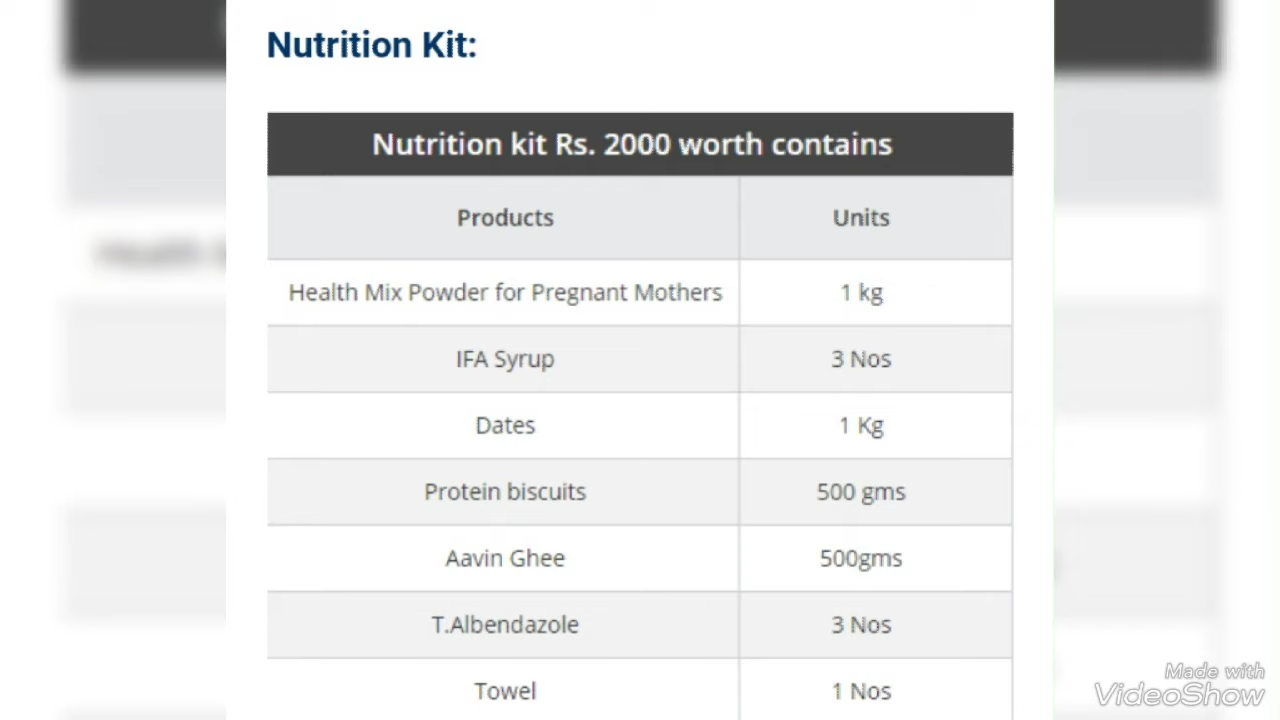 Nutrition Kit:
Nutrition kit Rs. 2000 worth contains
Products Units
Health Mix Powder for Pregnant Mothers 1 kg
IFA Syrup 3 Nos
Dates 1 Kg
Protein biscuits 500 gms
Aavin Ghee 500gms
T.Albendazole 3 Nos
Towel 1 Nos
Made with
VideoShow